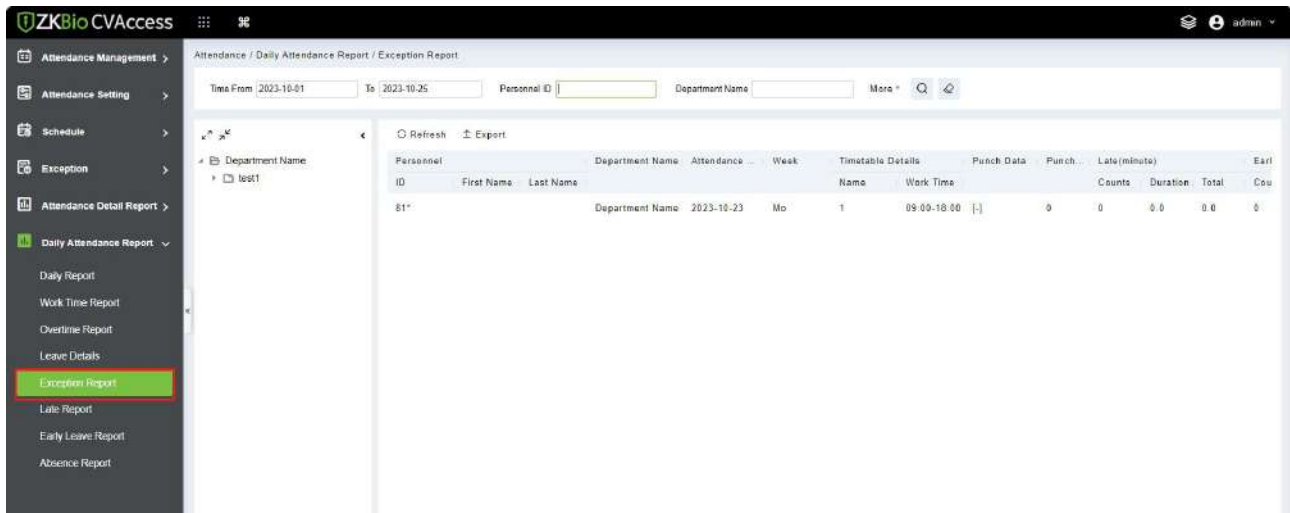 ZKBio CVAccess
admin
Attendance Management
Attendance Setting
Schedule
Exception
Attendance Detail Report
Daily Attendance Report
Daily Report
Work Time Report
Overtime Report
Leave Details
Exception Report
Late Report
Early Leave Report
Absence Report
Attendance / Daily Attendance Report / Exception Report
Time From 2023-10-01 To 2023-10-25 Personnel ID Department Name More
Department Name
test1
Refresh Export
Personnel Department Name Attendance ... Week Timetable Details Punch Data Punch... Late(minute) Earl
ID First Name Last Name Name Work Time Counts Duration Total Cou
81* Department Name 2023-10-23 Mo 1 09:00-18:00 [-] 0 0 0.0 0.0 0